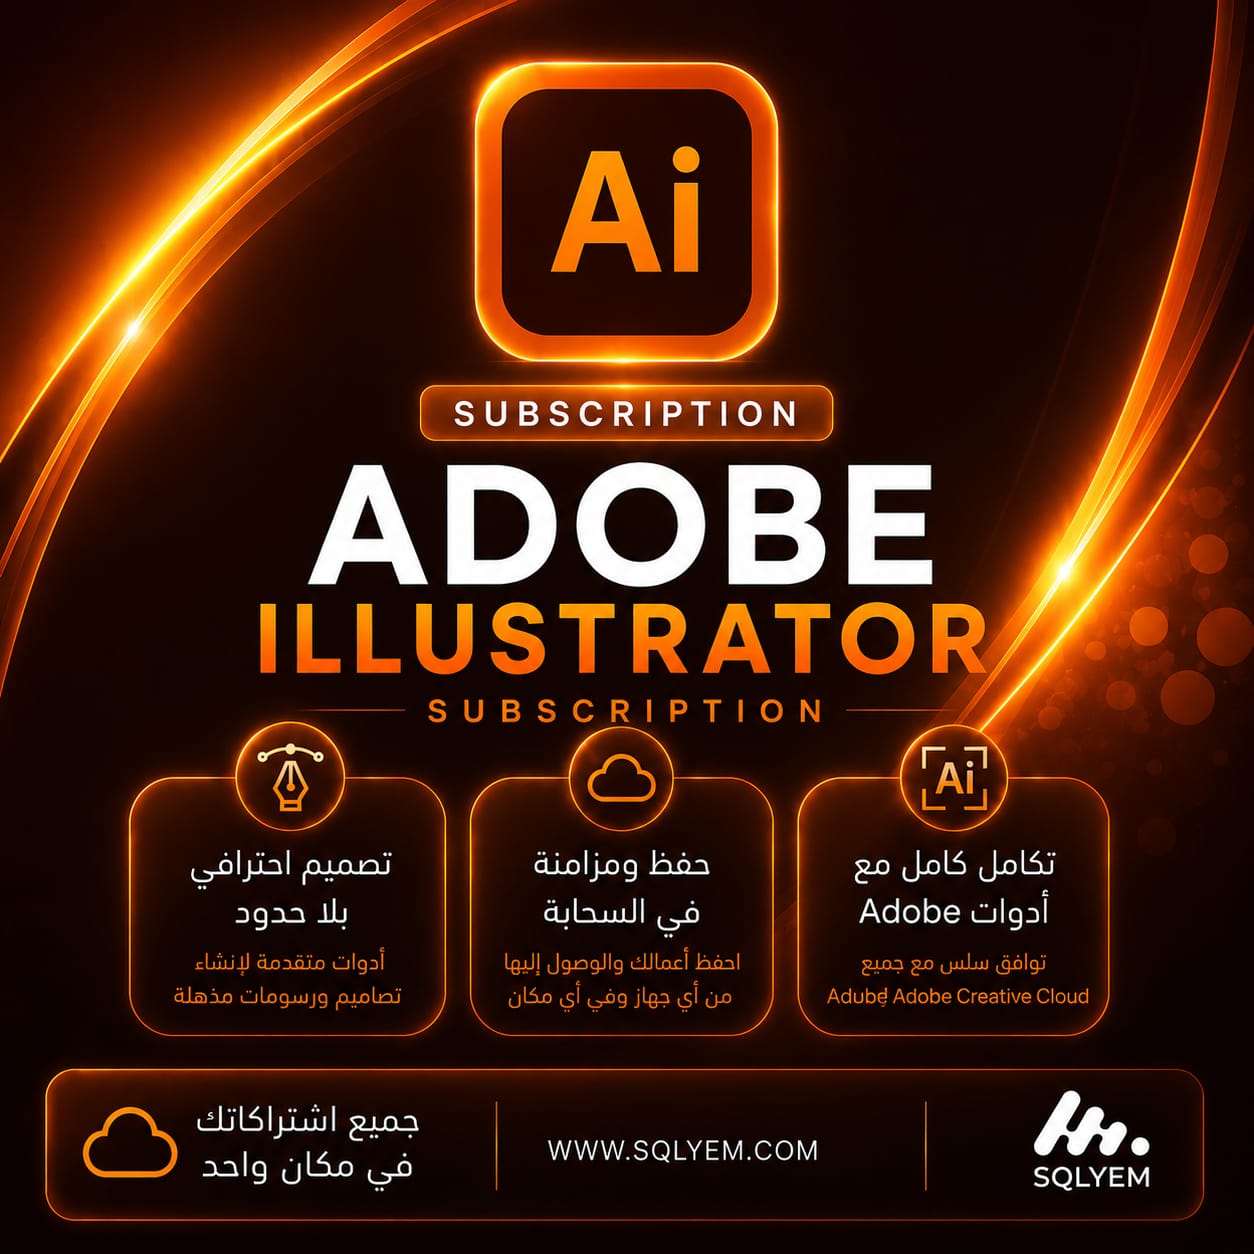 Ai
SUBSCRIPTION
ADOBE
ILLUSTRATOR
SUBSCRIPTION
Ai
تكامل كامل مع
أدوات Adobe
توافق سلس مع جميع
Adobe Creative Cloud
حفظ ومزامنة
في السحابة
احفظ أعمالك والوصول إليها
من أي جهاز وفي أي مكان
تصميم احترافي
بلا حدود
أدوات متقدمة لإنشاء
تصاميم ورسومات مذهلة
جميع اشتراكاتك
في مكان واحد
WWW.SQLYEM.COM
SQLYEM